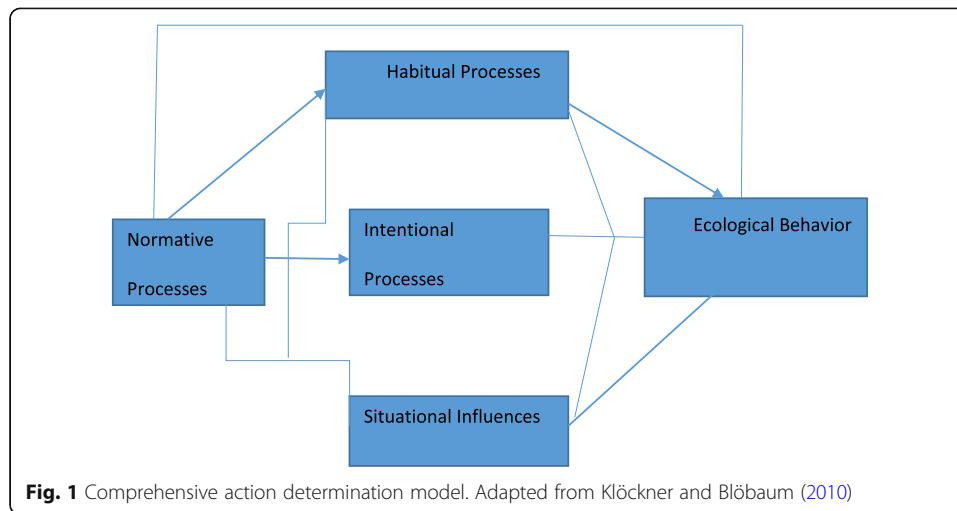 Habitual Processes
Normative
Processes
Intentional
Processes
Ecological Behavior
Situational Influences
Fig. 1 Comprehensive action determination model. Adapted from Klöckner and Blöbaum (2010)